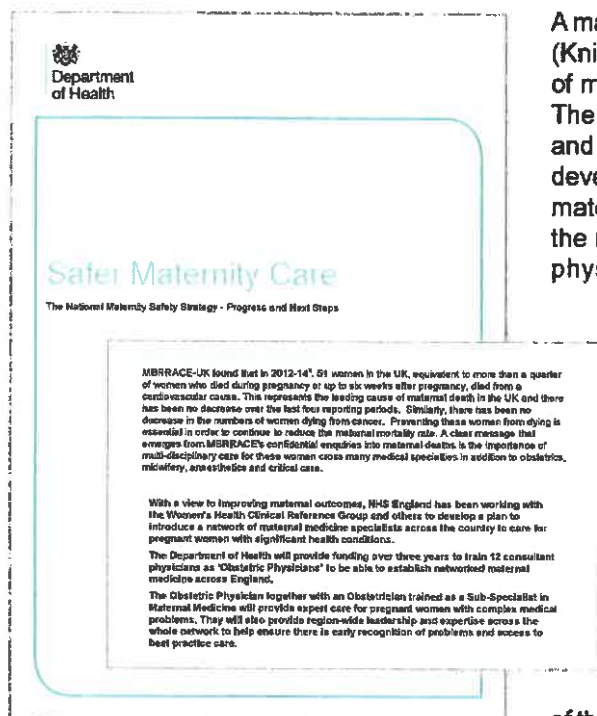 Department
of Health
Safer Maternity Care
The National Maternity Safety Strategy - Progress and Next Steps
MBRRACE-UK found that in 2012-14¹, 51 women in the UK, equivalent to more than a quarter
of women who died during pregnancy or up to six weeks after pregnancy, died from a
cardiovascular cause. This represents the leading cause of maternal death in the UK and there
has been no decrease over the last four reporting periods. Similarly, there has been no
decrease in the numbers of women dying from cancer. Preventing these women from dying is
essential in order to continue to reduce the maternal mortality rate. A clear message that
emerges from MBRRACE's confidential enquiries into maternal deaths is the importance of
multi-disciplinary care for these women cross many medical specialties in addition to obstetrics,
midwifery, anaesthetics and critical care.
With a view to improving maternal outcomes, NHS England has been working with
the Women's Health Clinical Reference Group and others to develop a plan to
introduce a network of maternal medicine specialists across the country to care for
pregnant women with significant health conditions.
The Department of Health will provide funding over three years to train 12 consultant
physicians as 'Obstetric Physicians' to be able to establish networked maternal
medicine across England.
The Obstetric Physician together with an Obstetrician trained as a Sub-Specialist in
Maternal Medicine will provide expert care for pregnant women with complex medical
problems. They will also provide region-wide leadership and expertise across the
whole network to help ensure there is early recognition of problems and access to
best practice care.
A ma
(Kni
of m
The
and
deve
mate
the
phys
of th